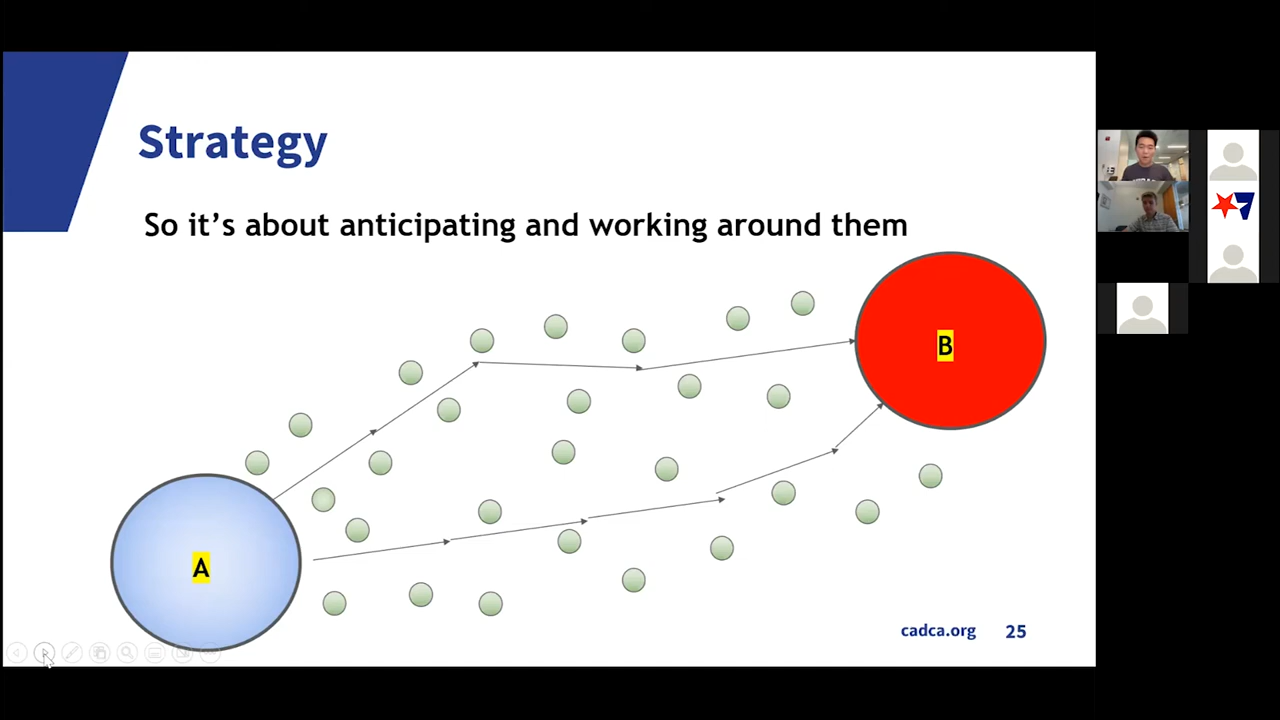 Strategy
So it's about anticipating and working around them
B
A
cadca.org 25